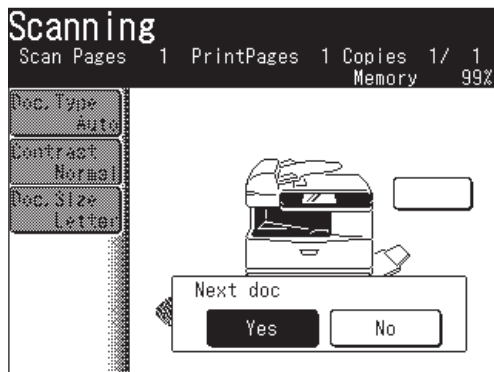 Scanning
Scan Pages 1 PrintPages 1 Copies 1/ 1
Memory 99%
Doc.Type
Auto
Contrast
Normal
Doc.Size
Letter
Next doc
Yes No